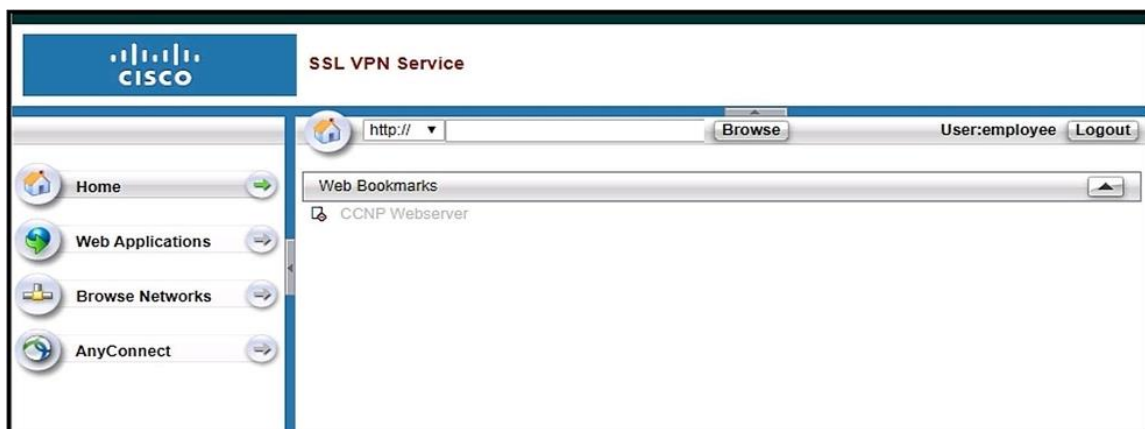 CISCO
SSL VPN Service
http://
Browse
User:employee
Logout
Home
Web Applications
Browse Networks
AnyConnect
Web Bookmarks
CCNP Webserver